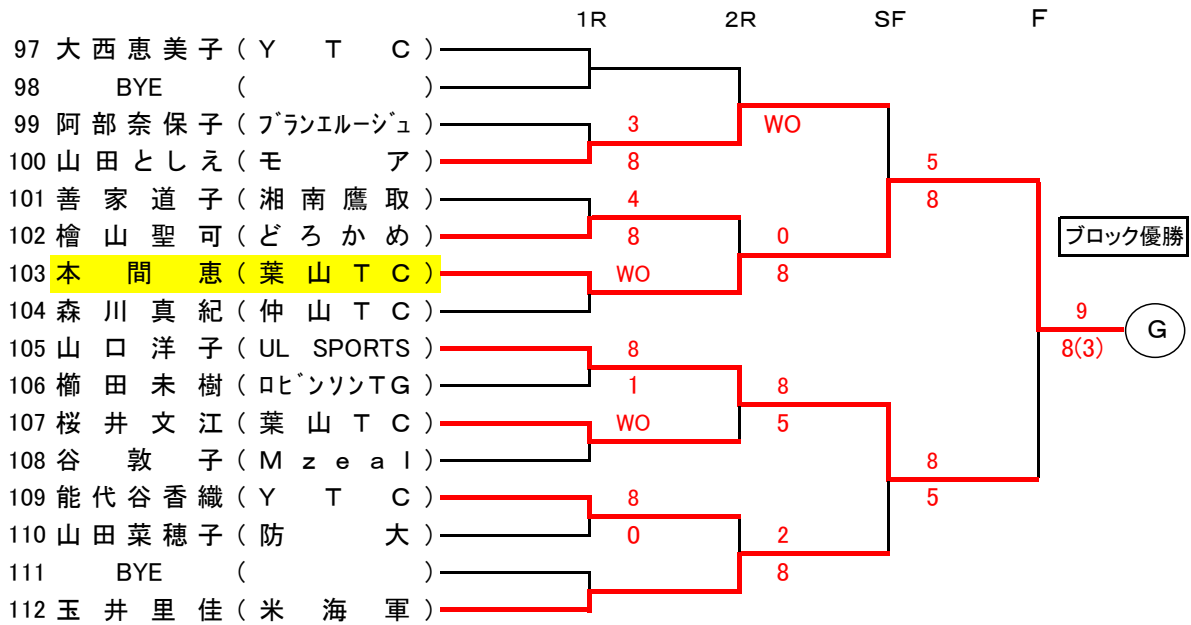 1R 2R SF F
97 大西恵美子 ( Y T C )
98 BYE ( )
99 阿部奈保子 ( ブランエルージュ )
3
WO
100 山田としえ ( モア )
8
5
101 善家道子 ( 湘南鷹取 )
4
8
102 檜山聖可 ( どろかめ )
8
0
ブロック優勝
103 本間恵 ( 葉山TC )
WO
8
104 森川真紀 ( 仲山TC )
9
G
105 山口洋子 ( UL SPORTS )
8
8(3)
106 櫛田未樹 ( ロビンソンTG )
1
8
107 桜井文江 ( 葉山TC )
WO
5
108 谷敦子 ( Mzeal )
8
109 能代谷香織 ( Y T C )
8
5
110 山田菜穂子 ( 防大 )
0
2
111 BYE ( )
8
112 玉井里佳 ( 米海軍 )